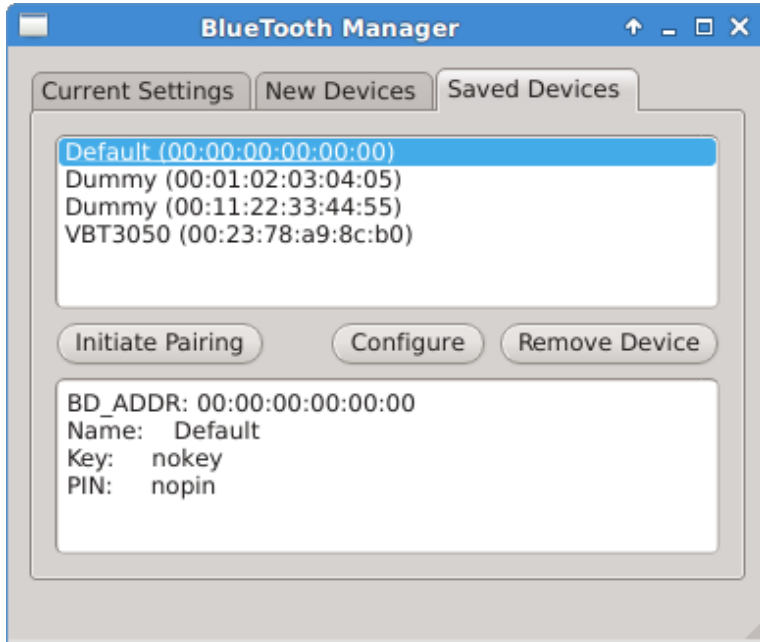 BlueTooth Manager
Current Settings New Devices Saved Devices
Default (00:00:00:00:00:00)
Dummy (00:01:02:03:04:05)
Dummy (00:11:22:33:44:55)
VBT3050 (00:23:78:a9:8c:b0)
Initiate Pairing Configure Remove Device
BD_ADDR: 00:00:00:00:00:00
Name: Default
Key: nokey
PIN: nopin